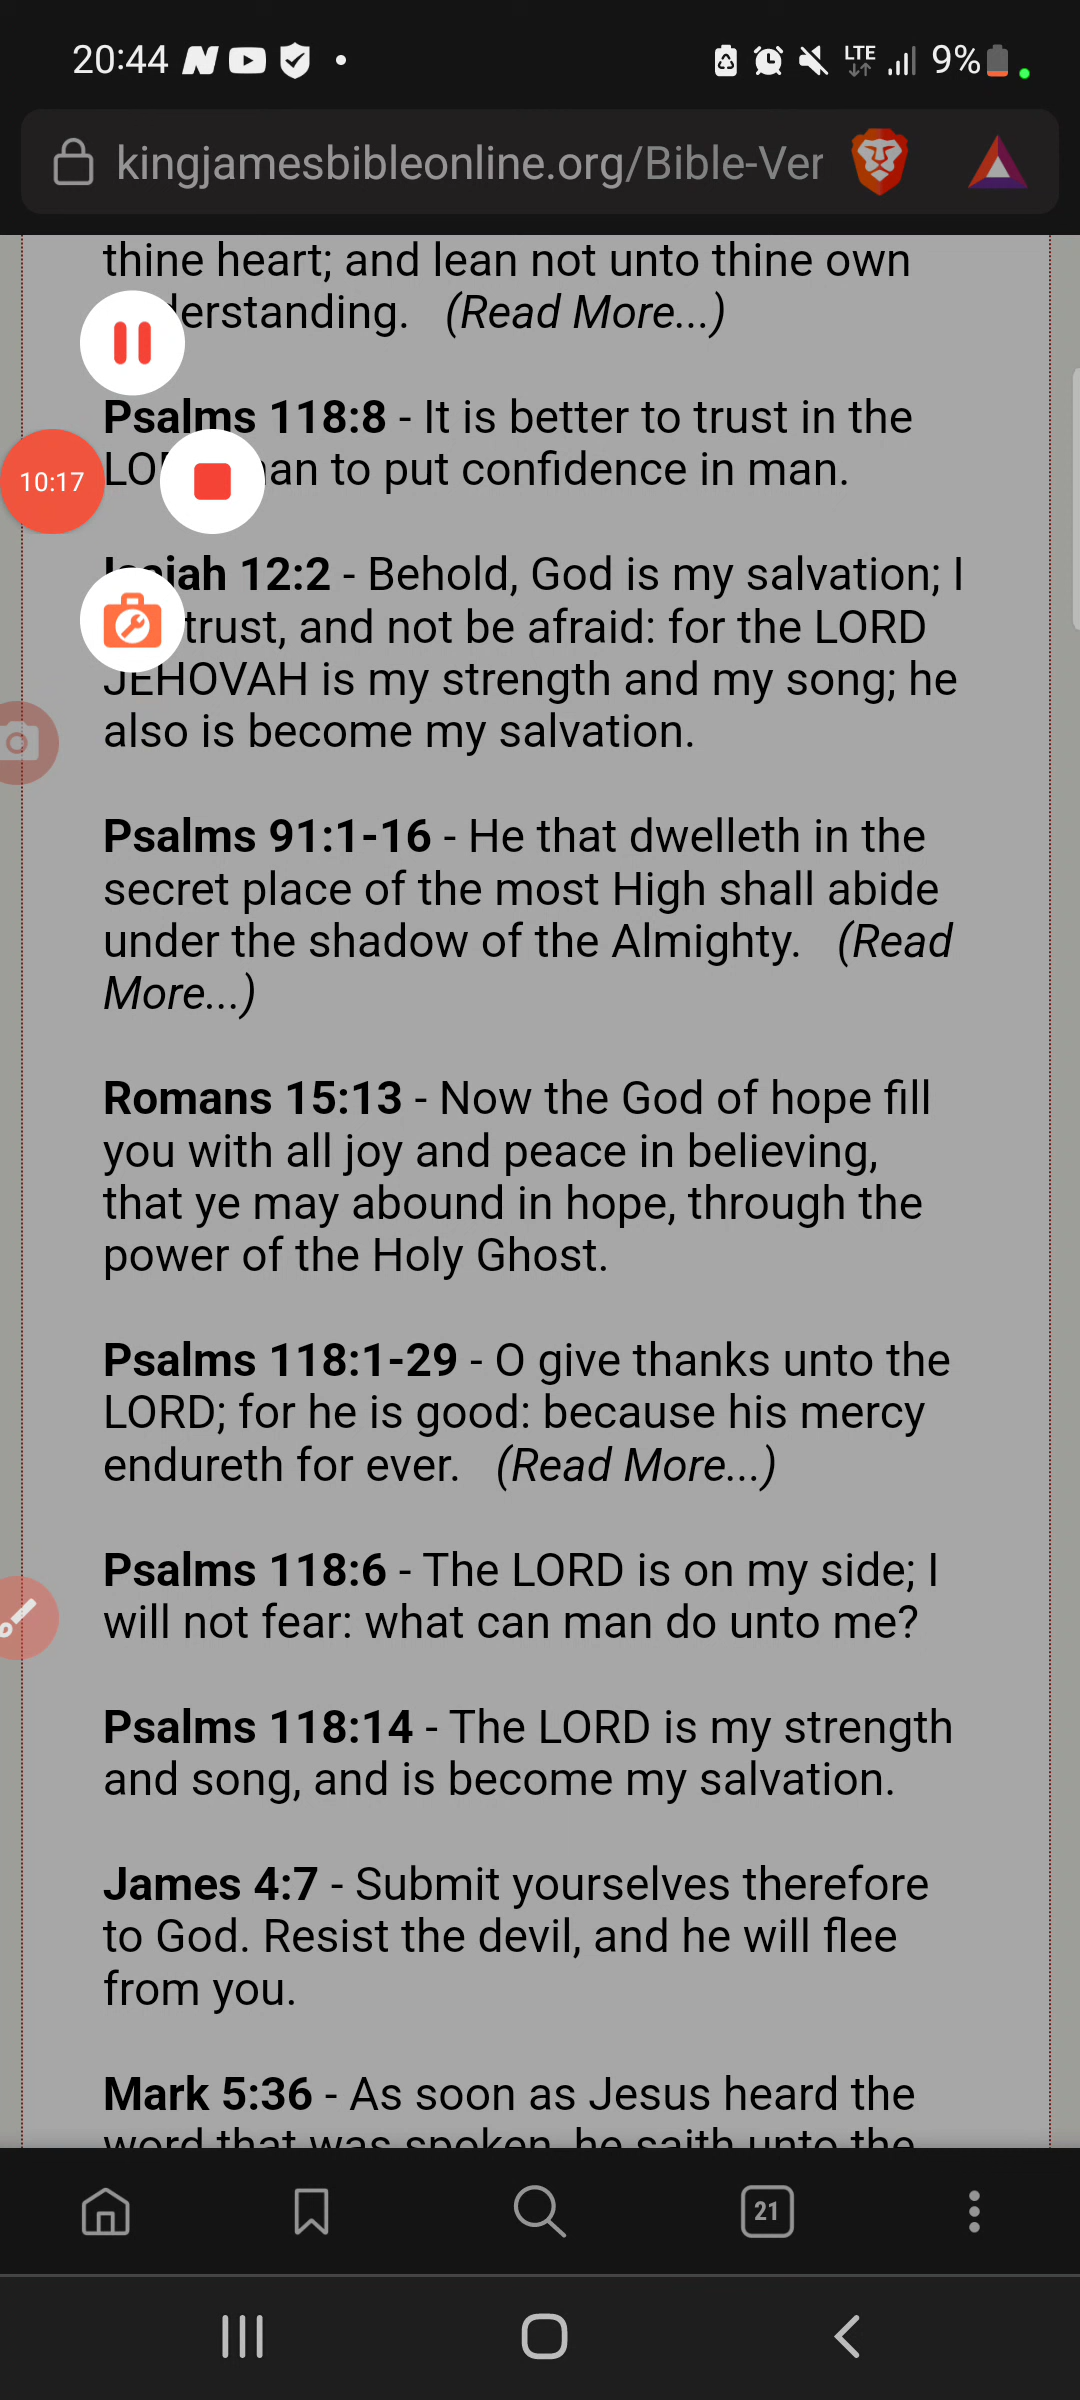 20:44
LTE
9%
kingjamesbibleonline.org/Bible-Ver
thine heart; and lean not unto thine own
erstanding. (Read More...)
Psalms 118:8 - It is better to trust in the
10:17
LO an to put confidence in man.
iah 12:2 - Behold, God is my salvation; I
trust, and not be afraid: for the LORD
JEHOVAH is my strength and my song; he
also is become my salvation.
Psalms 91:1-16 - He that dwelleth in the
secret place of the most High shall abide
under the shadow of the Almighty. (Read
More...)
Romans 15:13 - Now the God of hope fill
you with all joy and peace in believing,
that ye may abound in hope, through the
power of the Holy Ghost.
Psalms 118:1-29 - O give thanks unto the
LORD; for he is good: because his mercy
endureth for ever. (Read More...)
Psalms 118:6 - The LORD is on my side; I
will not fear: what can man do unto me?
Psalms 118:14 - The LORD is my strength
and song, and is become my salvation.
James 4:7 - Submit yourselves therefore
to God. Resist the devil, and he will flee
from you.
Mark 5:36 - As soon as Jesus heard the
word that was spoken, he saith unto the
21